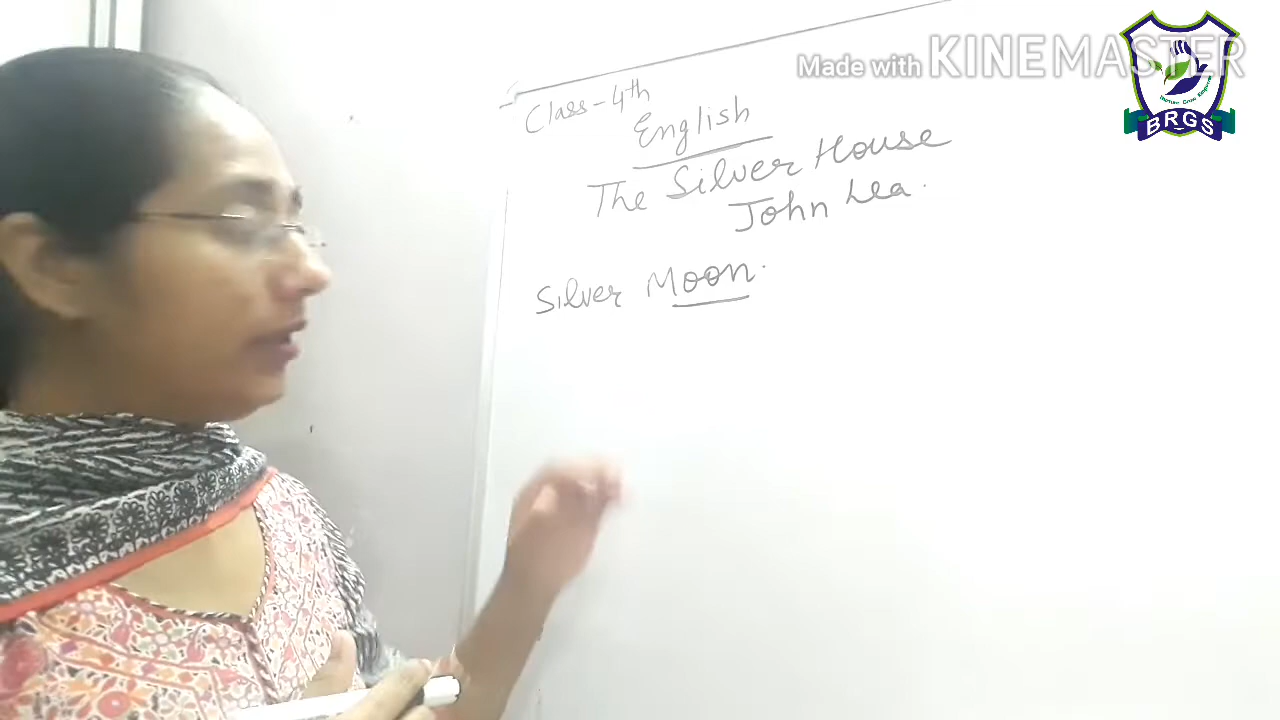 Made with KINEMASTER
BRGS
Class - 4th
English
The Silver House
John Lea.
Silver Moon.